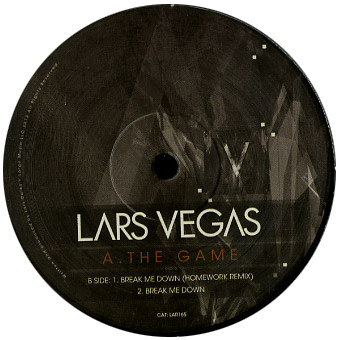 LARS VEGAS
A. THE GAME
B SIDE: 1. BREAK ME DOWN (HOMEWORK REMIX)
2. BREAK ME DOWN
CAT: LAR165